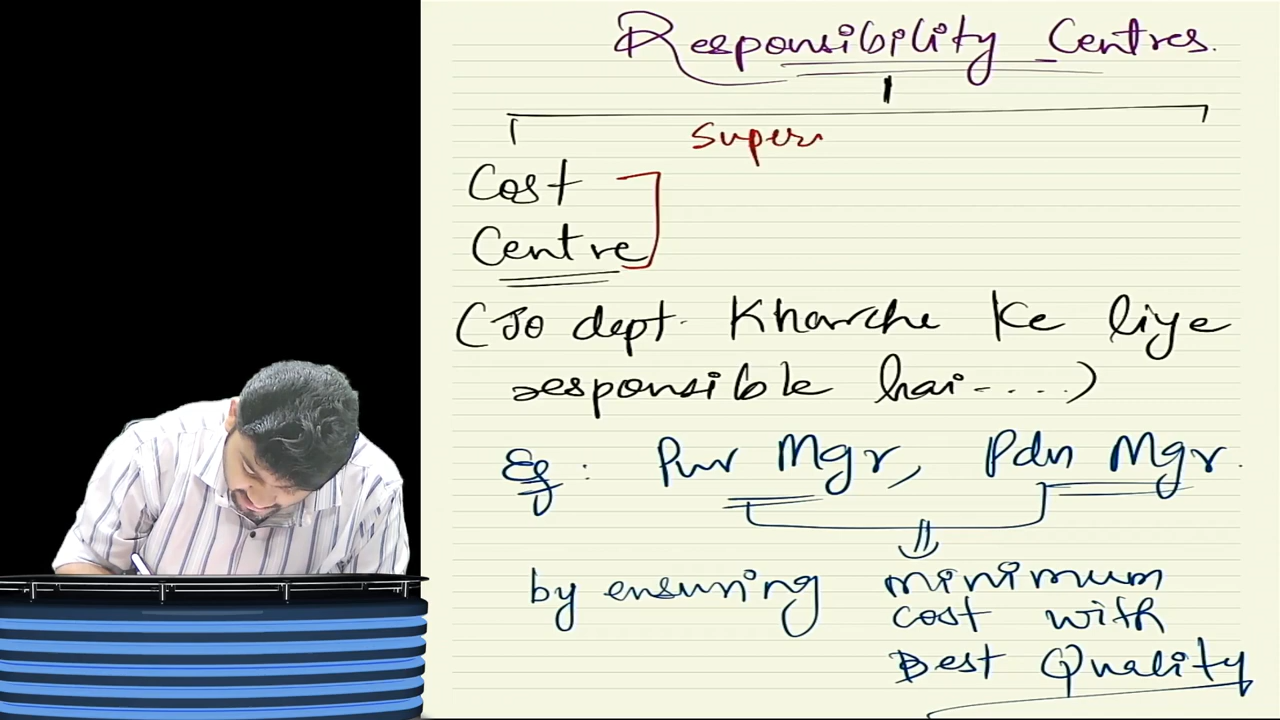 Responsibility Centres.
Super
Cost
Centre
(Jo dept. Kharche ke liye
responsible hai-....)
Eg: Pur Mgr, Pdn Mgr.
by ensuring minimum
cost with
Best Quality